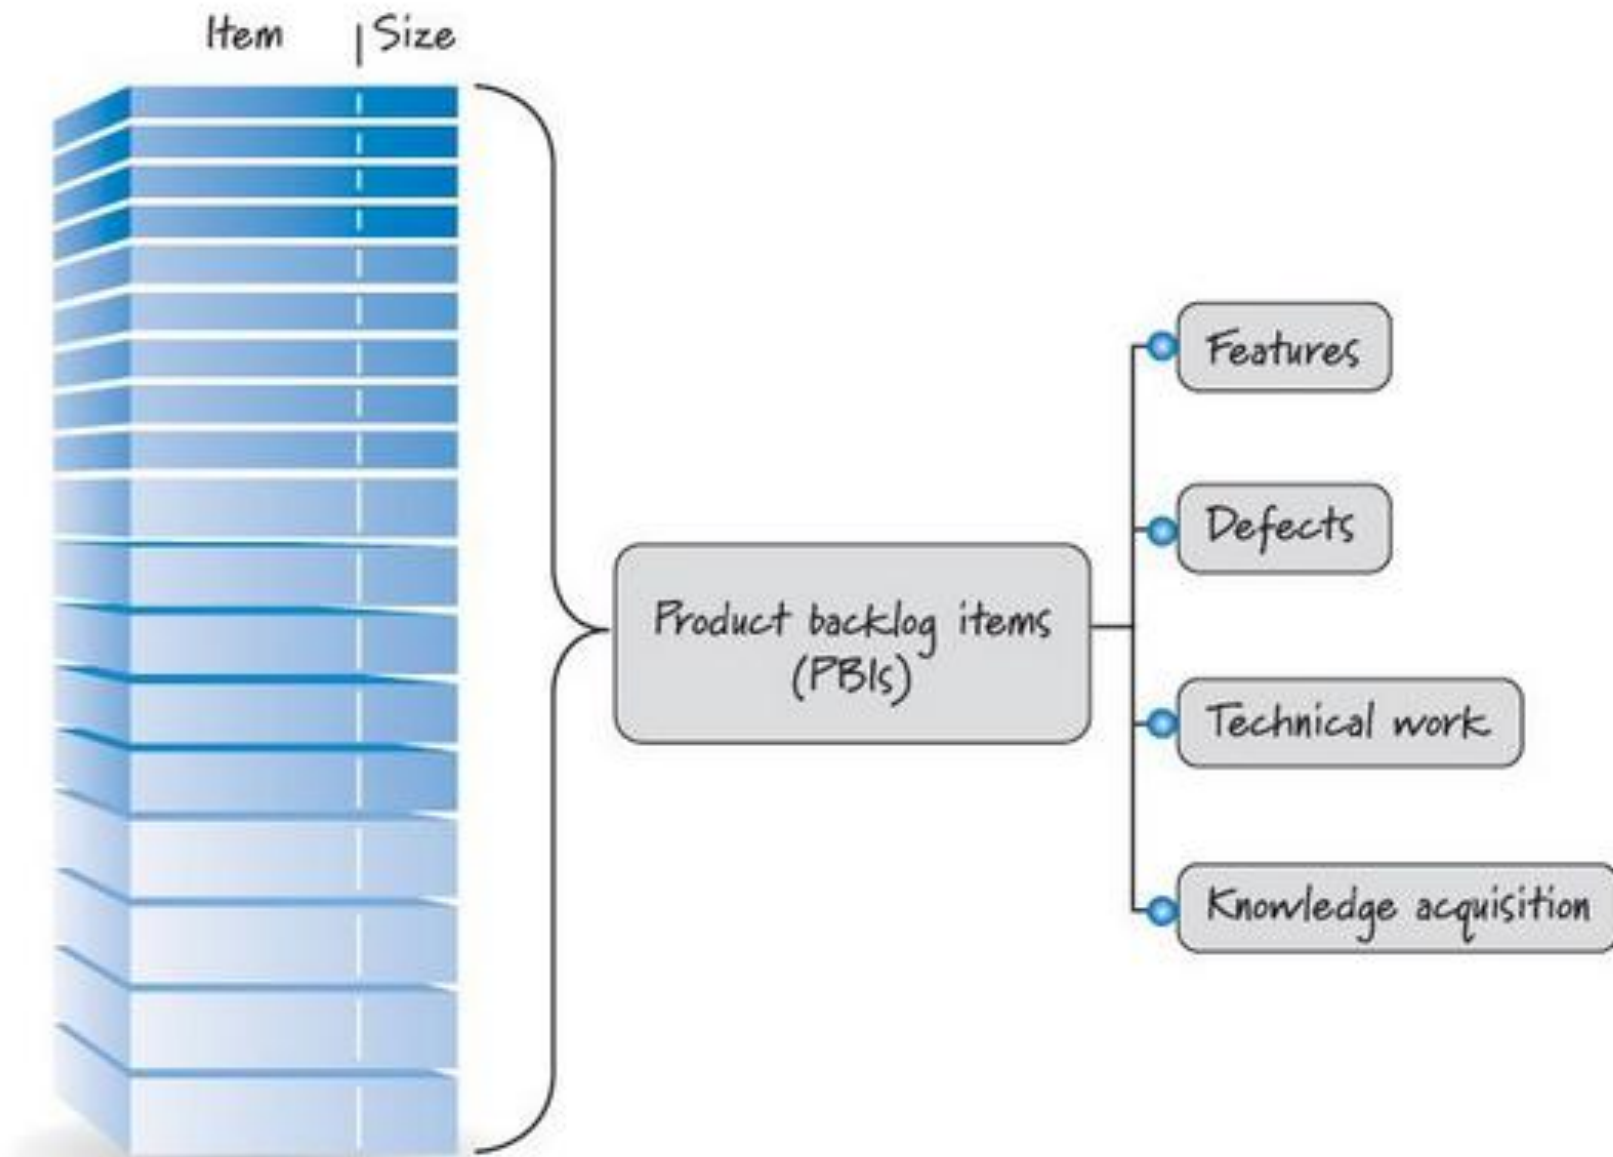 Item | Size
Features
Defects
Product backlog items
(PBIs)
Technical work
Knowledge acquisition